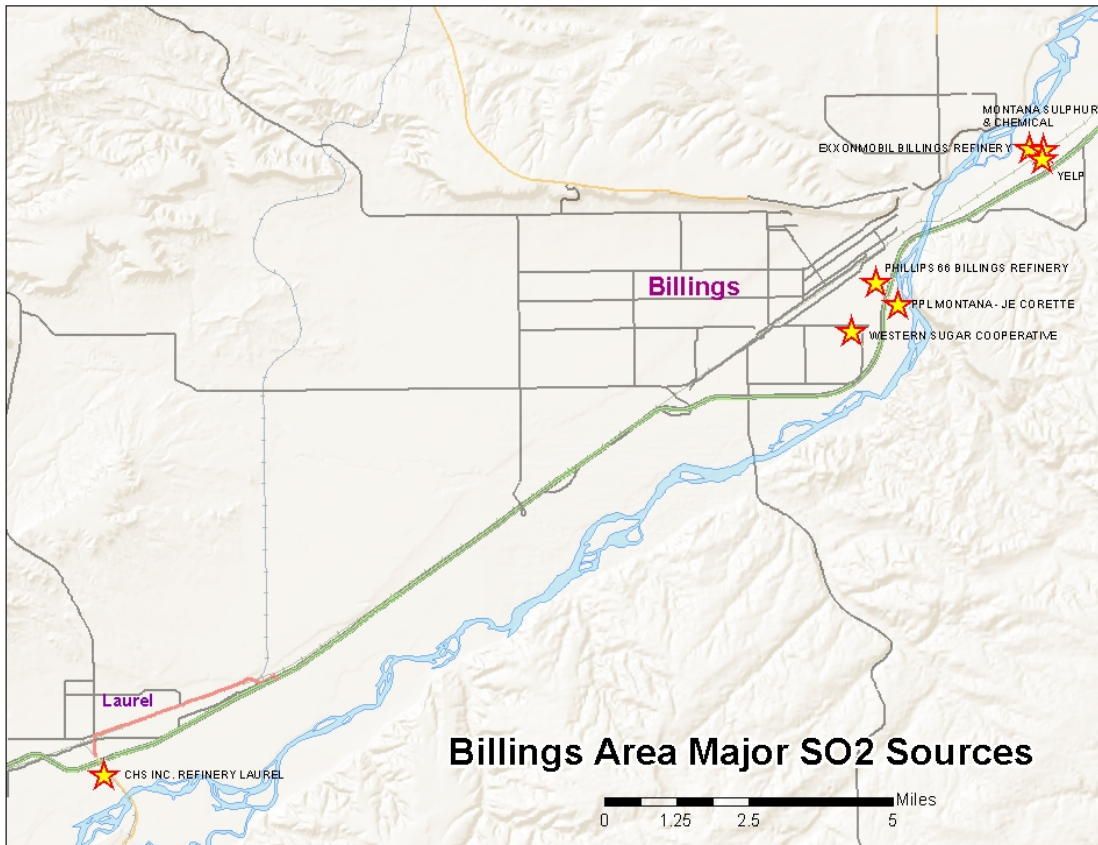 MONTANA SULPHUR
& CHEMICAL
EXXONMOBIL BILLINGS REFINERY
YELP
PHILLIPS 66 BILLINGS REFINERY
Billings
PPL MONTANA - JE CORETTE
WESTERN SUGAR COOPERATIVE
Laurel
Billings Area Major SO2 Sources
CHS INC. REFINERY LAUREL
Miles
0 1.25 2.5 5